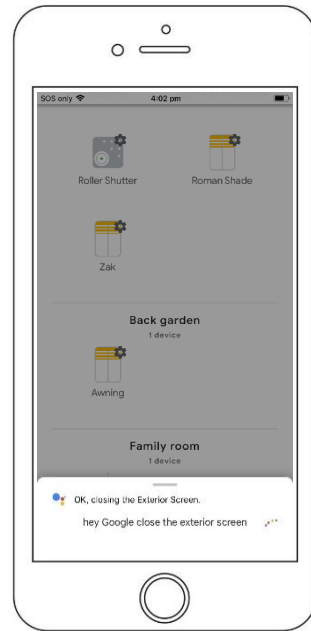 SOS only 4:02 pm
Roller Shutter Roman Shade
Zak
Back garden
1 device
Awning
Family room
1 device
OK, closing the Exterior Screen.
hey Google close the exterior screen